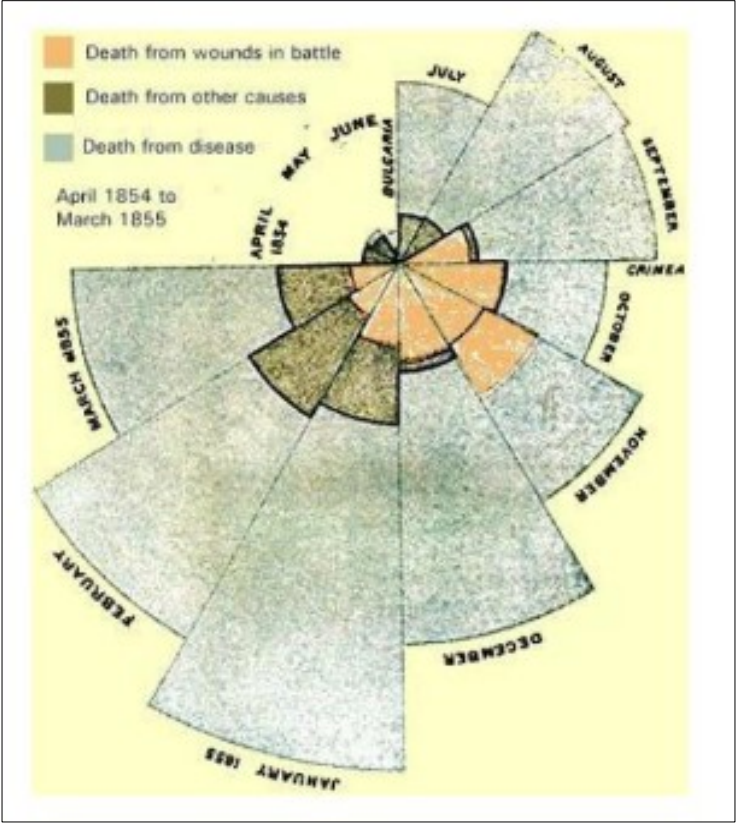 Death from wounds in battle
Death from other causes
Death from disease
April 1854 to
March 1855
APRIL
1854
MAY
JUNE
BULGARIA
JULY
AUGUST
SEPTEMBER
CRIMEA
OCTOBER
NOVEMBER
DECEMBER
JANUARY 1855
FEBRUARY
MARCH 1855